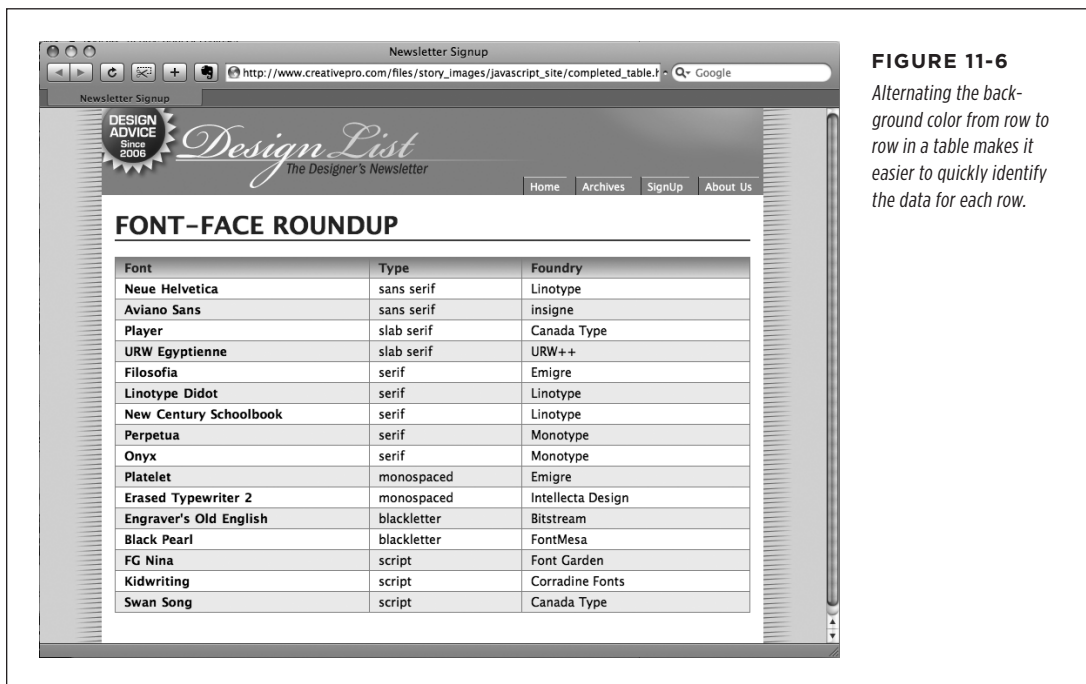 Newsletter Signup
http://www.creativepro.com/files/story_images/javascript_site/completed_table.h
Google
Newsletter Signup
DESIGN
ADVICE
Since
2006
Design List
The Designer's Newsletter
Home Archives SignUp About Us
FONT-FACE ROUNDUP
Font Type Foundry
Neue Helvetica sans serif Linotype
Aviano Sans sans serif insigne
Player slab serif Canada Type
URW Egyptienne slab serif URW++
Filosofia serif Emigre
Linotype Didot serif Linotype
New Century Schoolbook serif Linotype
Perpetua serif Monotype
Onyx serif Monotype
Platelet monospaced Emigre
Erased Typewriter 2 monospaced Intellecta Design
Engraver's Old English blackletter Bitstream
Black Pearl blackletter FontMesa
FG Nina script Font Garden
Kidwriting script Corradine Fonts
Swan Song script Canada Type
FIGURE 11-6
Alternating the back-
ground color from row to
row in a table makes it
easier to quickly identify
the data for each row.